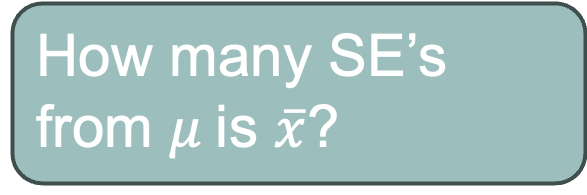 How many SE’s
from 𝜇 is 𝑥̅?